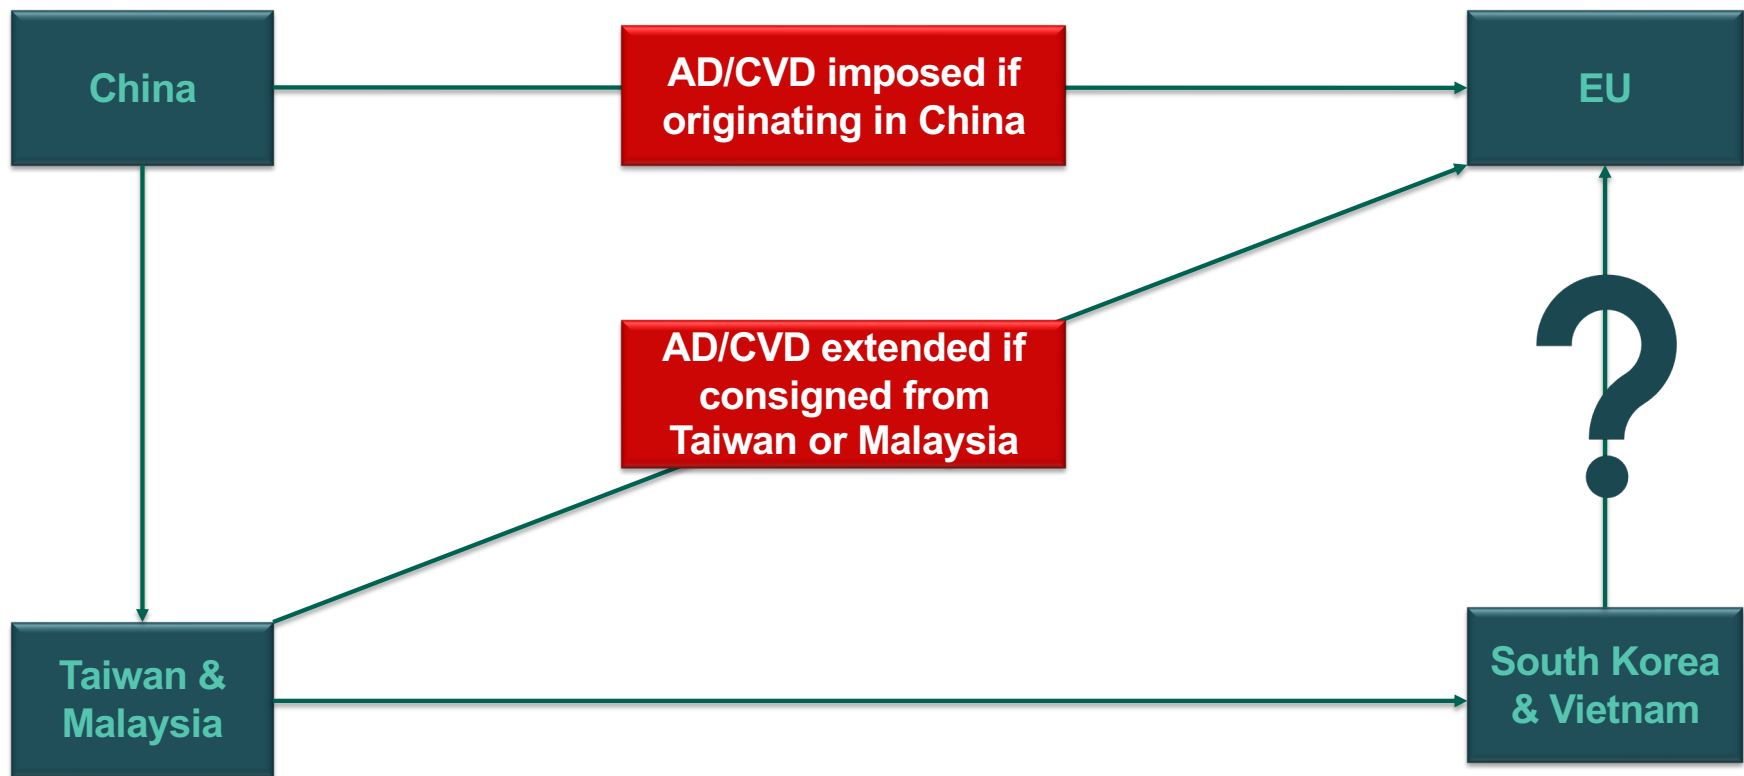 China
AD/CVD imposed if
originating in China
EU
AD/CVD extended if
consigned from
Taiwan or Malaysia
?
Taiwan &
Malaysia
South Korea
& Vietnam